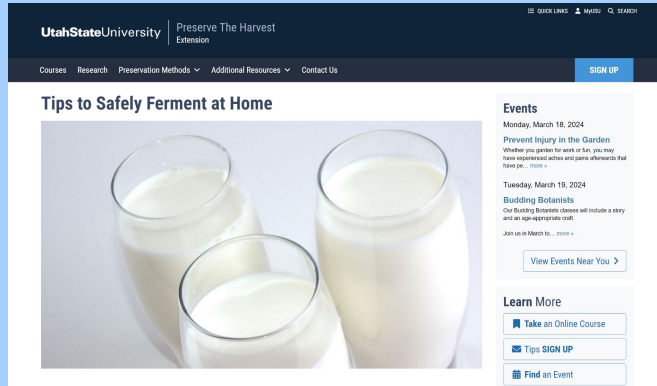 QUICK LINKS MyUSU SEARCH
UtahStateUniversity
Preserve The Harvest
Extension
Courses Research Preservation Methods Additional Resources Contact Us SIGN UP
Tips to Safely Ferment at Home
Events
Monday, March 18, 2024
Prevent Injury in the Garden
Whether you garden for work or fun, you may
have experienced aches and pains afterwards that
have pe... more »
Tuesday, March 19, 2024
Budding Botanists
Our Budding Botanists classes will include a story
and an age-appropriate craft.
Join us in March to... more »
View Events Near You
Learn More
Take an Online Course
Tips SIGN UP
Find an Event